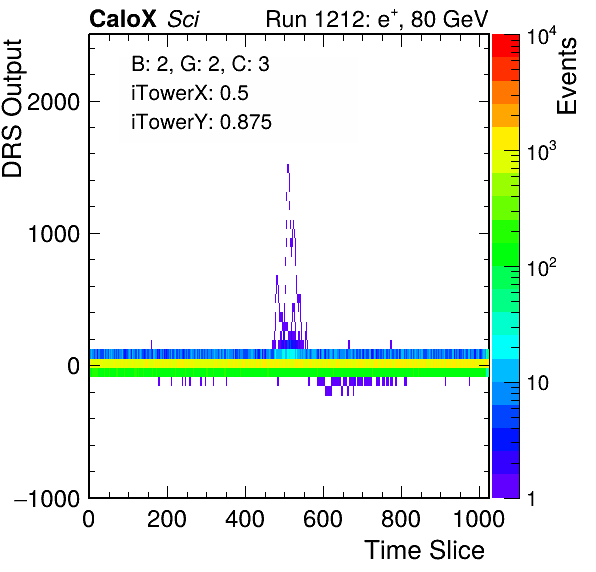 CaloX Sci Run 1212: e⁺, 80 GeV
B: 2, G: 2, C: 3
iTowerX: 0.5
iTowerY: 0.875
DRS Output
2000
1000
0
−1000
0 200 400 600 800 1000
Time Slice
Events
10⁴
10³
10²
10
1